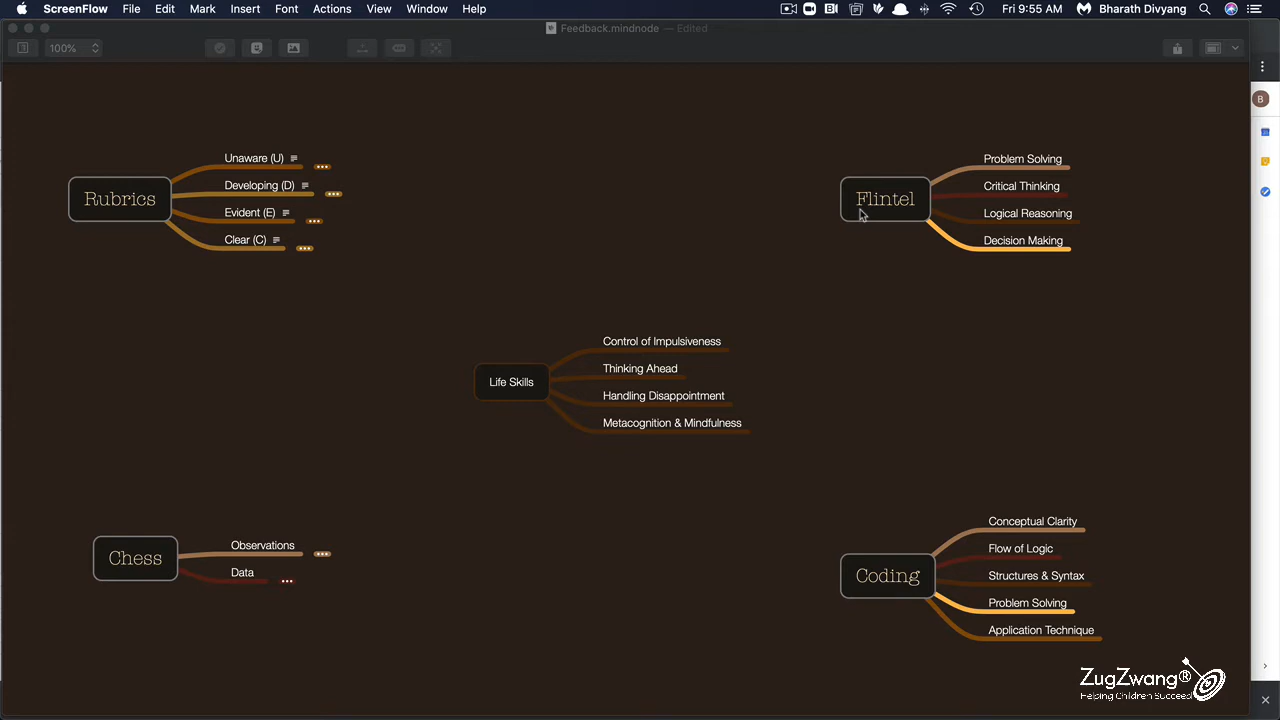 ScreenFlow File Edit Mark Insert Font Actions View Window Help Fri 9:55 AM Bharath Divyang
Feedback.mindnode — Edited
100%
B
Rubrics
Unaware (U)
Developing (D)
Evident (E)
Clear (C)
Flintel
Problem Solving
Critical Thinking
Logical Reasoning
Decision Making
Life Skills
Control of Impulsiveness
Thinking Ahead
Handling Disappointment
Metacognition & Mindfulness
Chess
Observations
Data
Coding
Conceptual Clarity
Flow of Logic
Structures & Syntax
Problem Solving
Application Technique
ZugZwang®
Helping Children Succeed